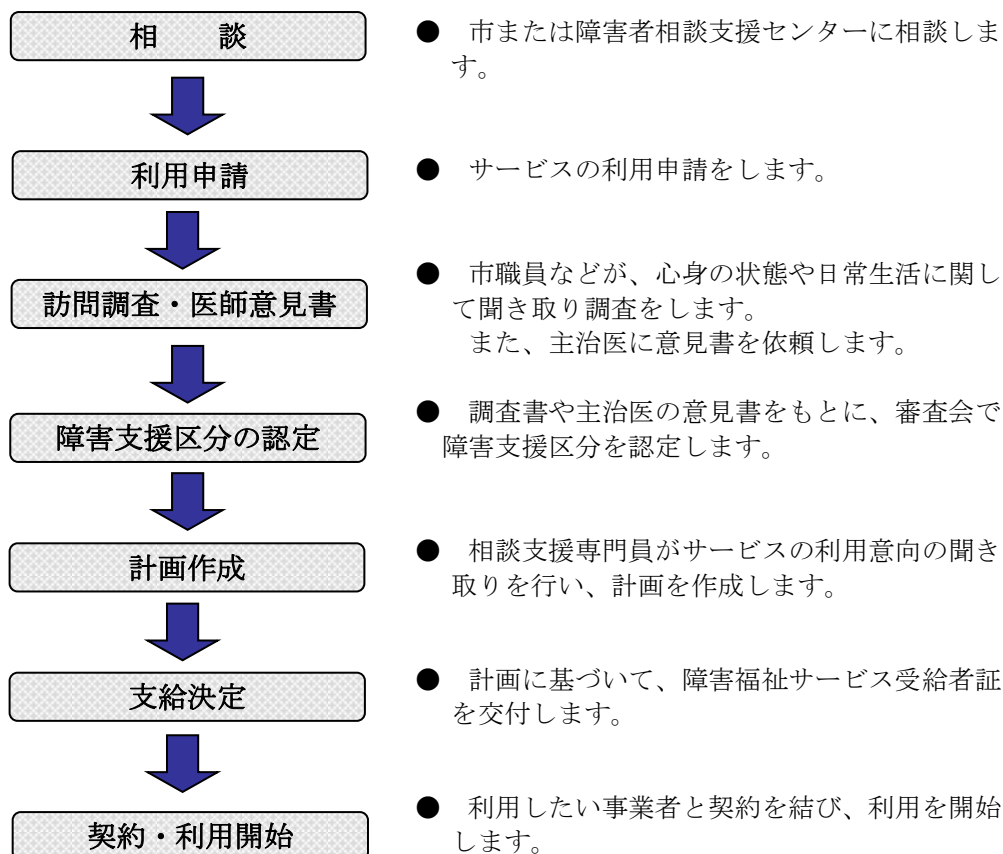 相　　談
●　市または障害者相談支援センターに相談しま
す。
利用申請
●　サービスの利用申請をします。
訪問調査・医師意見書
●　市職員などが、心身の状態や日常生活に関し
て聞き取り調査をします。
また、主治医に意見書を依頼します。
障害支援区分の認定
●　調査書や主治医の意見書をもとに、審査会で
障害支援区分を認定します。
計画作成
●　相談支援専門員がサービスの利用意向の聞き
取りを行い、計画を作成します。
支給決定
●　計画に基づいて、障害福祉サービス受給者証
を交付します。
契約・利用開始
●　利用したい事業者と契約を結び、利用を開始
します。